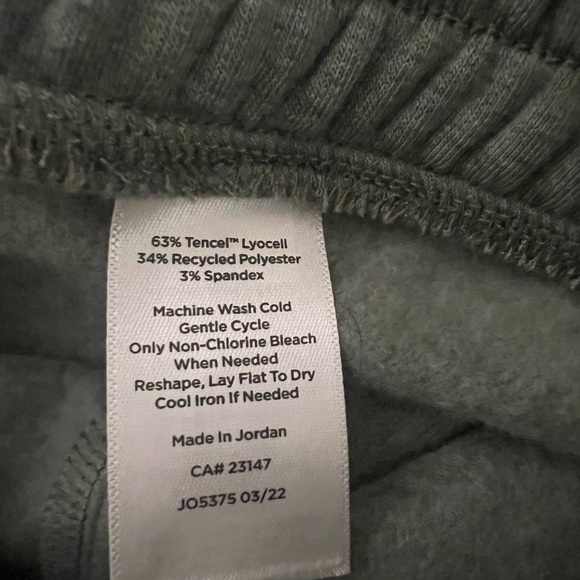 63% Tencel™ Lyocell
34% Recycled Polyester
3% Spandex
Machine Wash Cold
Gentle Cycle
Only Non-Chlorine Bleach
When Needed
Reshape, Lay Flat To Dry
Cool Iron If Needed
Made In Jordan
CA# 23147
JO5375 03/22